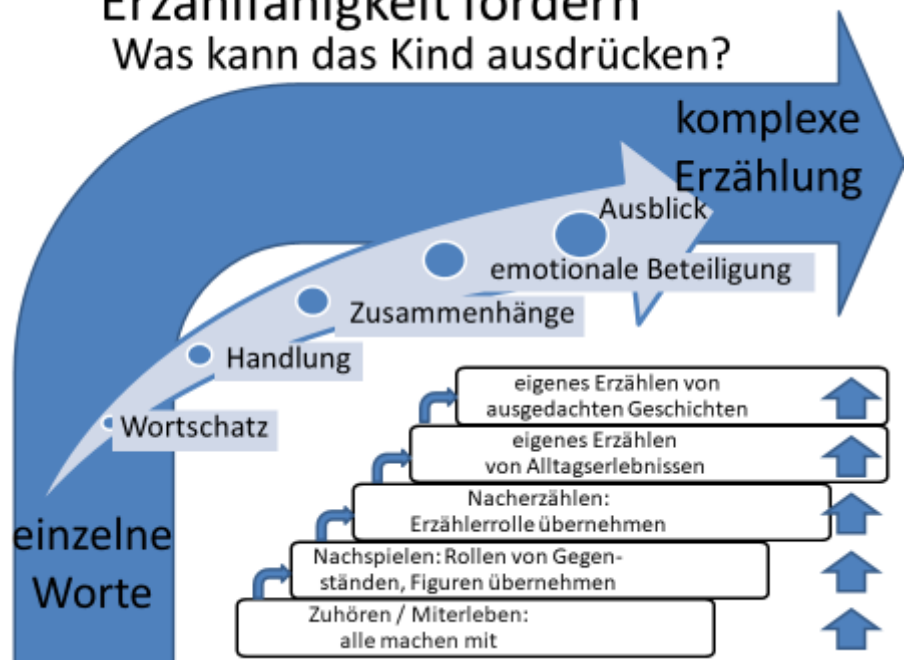 Erzählfähigkeit fördern
Was kann das Kind ausdrücken?
komplexe
Erzählung
Ausblick
emotionale Beteiligung
Zusammenhänge
Handlung
Wortschatz
einzelne
Worte
eigenes Erzählen von
ausgedachten Geschichten
eigenes Erzählen
von Alltagserlebnissen
Nacherzählen:
Erzählerrolle übernehmen
Nachspielen: Rollen von Gegen-
ständen, Figuren übernehmen
Zuhören / Miterleben:
alle machen mit